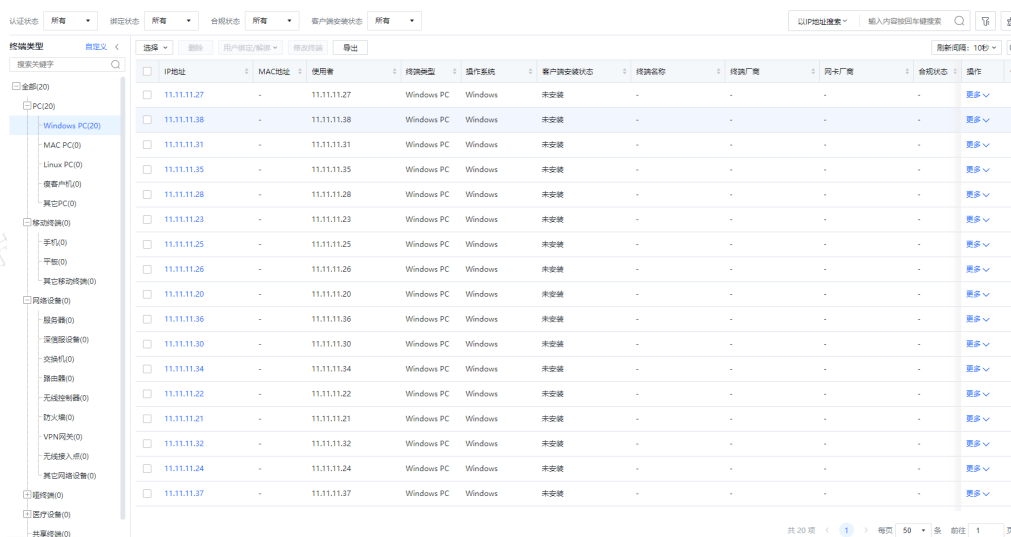 认证状态 所有 绑定状态 所有 合规状态 所有 客户端安装状态 所有 以IP地址搜索 输入内容按回车键搜索
终端类型 自定义 选择 删除 用户绑定/解绑 修改终端 导出 刷新间隔：10秒
搜索关键字
IP地址 MAC地址 使用者 终端类型 操作系统 客户端安装状态 终端名称 终端厂商 网卡厂商 合规状态 操作
11.11.11.27 - 11.11.11.27 Windows PC Windows 未安装 - - - - 更多
11.11.11.38 - 11.11.11.38 Windows PC Windows 未安装 - - - - 更多
11.11.11.31 - 11.11.11.31 Windows PC Windows 未安装 - - - - 更多
11.11.11.35 - 11.11.11.35 Windows PC Windows 未安装 - - - - 更多
11.11.11.28 - 11.11.11.28 Windows PC Windows 未安装 - - - - 更多
11.11.11.23 - 11.11.11.23 Windows PC Windows 未安装 - - - - 更多
11.11.11.25 - 11.11.11.25 Windows PC Windows 未安装 - - - - 更多
11.11.11.26 - 11.11.11.26 Windows PC Windows 未安装 - - - - 更多
11.11.11.20 - 11.11.11.20 Windows PC Windows 未安装 - - - - 更多
11.11.11.36 - 11.11.11.36 Windows PC Windows 未安装 - - - - 更多
11.11.11.30 - 11.11.11.30 Windows PC Windows 未安装 - - - - 更多
11.11.11.34 - 11.11.11.34 Windows PC Windows 未安装 - - - - 更多
11.11.11.22 - 11.11.11.22 Windows PC Windows 未安装 - - - - 更多
11.11.11.21 - 11.11.11.21 Windows PC Windows 未安装 - - - - 更多
11.11.11.32 - 11.11.11.32 Windows PC Windows 未安装 - - - - 更多
11.11.11.24 - 11.11.11.24 Windows PC Windows 未安装 - - - - 更多
11.11.11.37 - 11.11.11.37 Windows PC Windows 未安装 - - - - 更多
全部(20)
PC(20)
Windows PC(20)
MAC PC(0)
Linux PC(0)
瘦客户机(0)
其它PC(0)
移动终端(0)
手机(0)
平板(0)
其它移动终端(0)
网络设备(0)
服务器(0)
深信服设备(0)
交换机(0)
路由器(0)
无线控制器(0)
防火墙(0)
VPN网关(0)
无线接入点(0)
其它网络设备(0)
哑终端(0)
医疗设备(0)
共享终端(0)
共 20 项 1 每页 50 条 前往 1